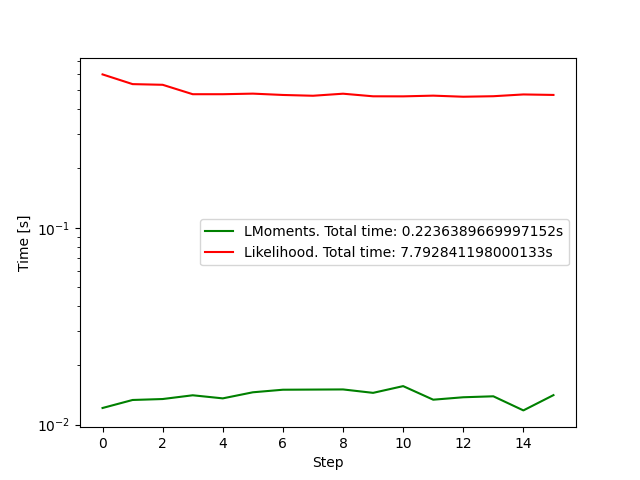 10⁻¹
10⁻²
Time [s]
LMoments. Total time: 0.2236389669997152s
Likelihood. Total time: 7.792841198000133s
0 2 4 6 8 10 12 14
Step